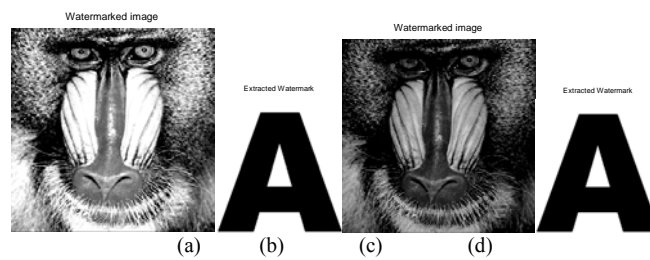 Watermarked image
Extracted Watermark
A
Watermarked image
Extracted Watermark
A
(a) (b) (c) (d)